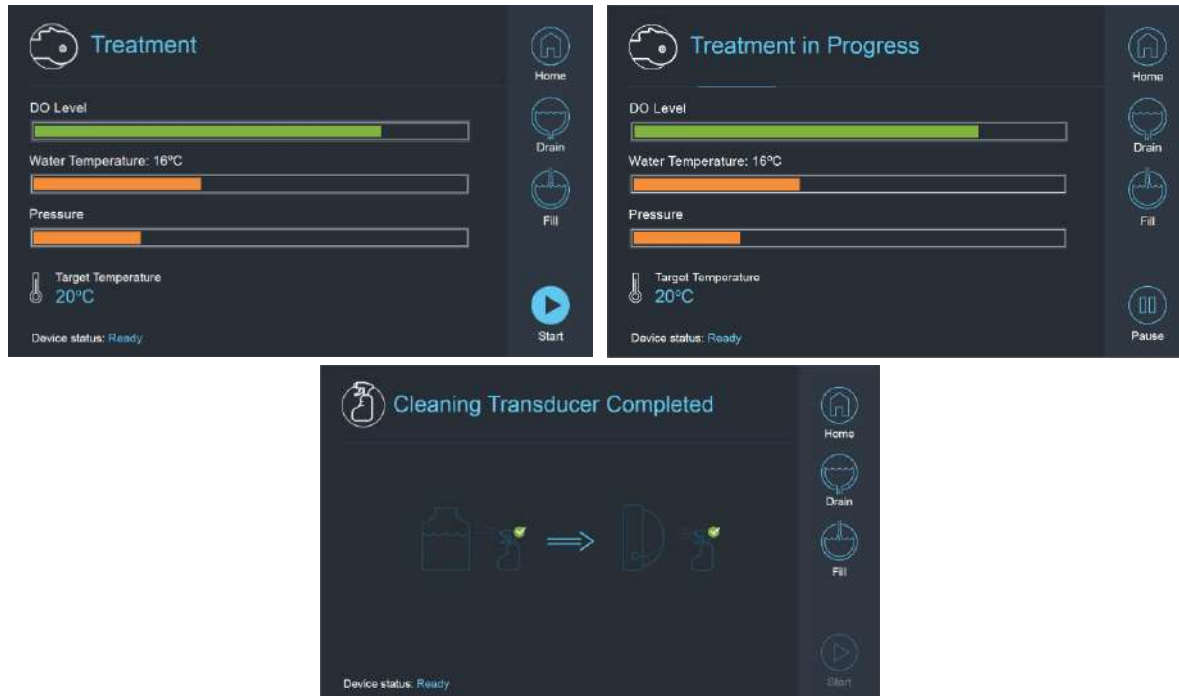 Treatment
Home
DO Level
Drain
Water Temperature: 16ºC
Fill
Pressure
Target Temperature
20ºC
Device status: Ready
Start
Treatment in Progress
Home
DO Level
Drain
Water Temperature: 16ºC
Fill
Pressure
Target Temperature
20ºC
Device status: Ready
Pause
Cleaning Transducer Completed
Home
Drain
Fill
Device status: Ready
Start